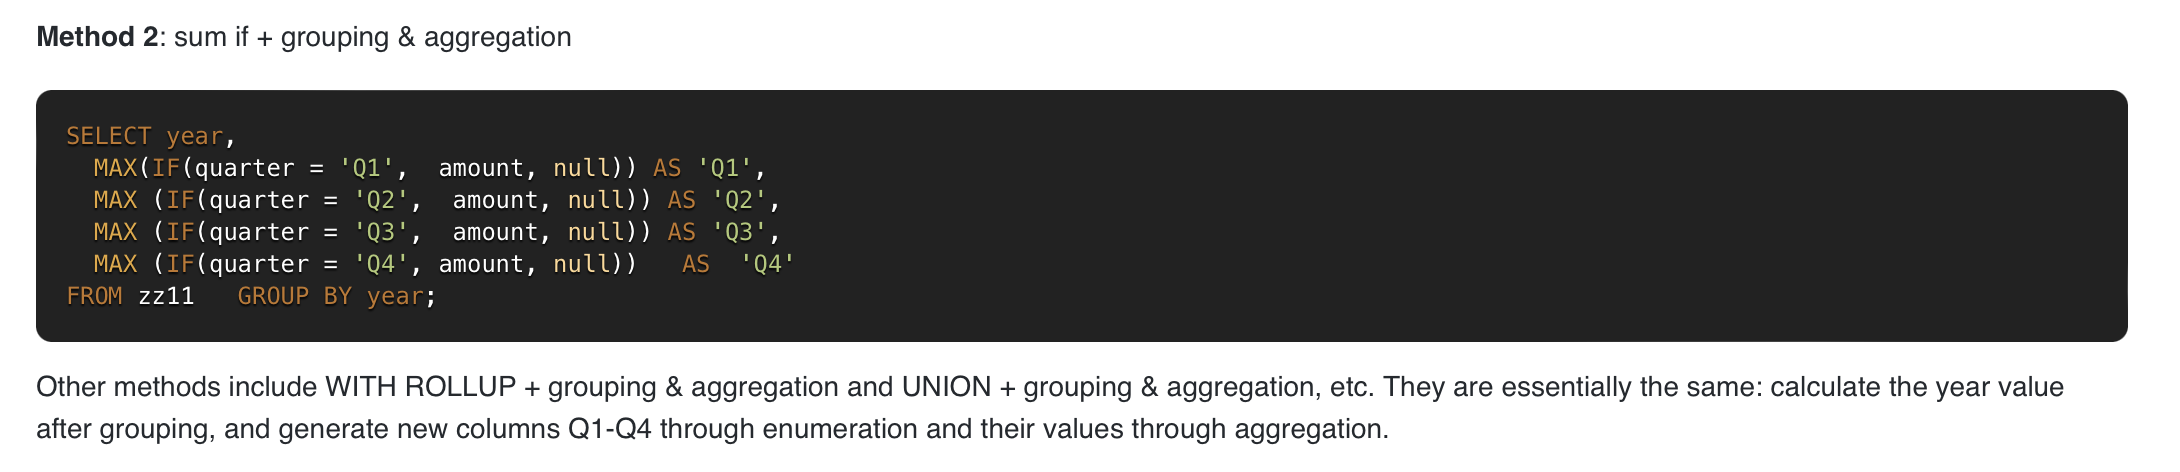 Method 2: sum if + grouping & aggregation
SELECT year,
  MAX(IF(quarter = 'Q1',  amount, null)) AS 'Q1',
  MAX (IF(quarter = 'Q2',  amount, null)) AS 'Q2',
  MAX (IF(quarter = 'Q3',  amount, null)) AS 'Q3',
  MAX (IF(quarter = 'Q4', amount, null))   AS  'Q4'
FROM zz11   GROUP BY year;
Other methods include WITH ROLLUP + grouping & aggregation and UNION + grouping & aggregation, etc. They are essentially the same: calculate the year value
after grouping, and generate new columns Q1-Q4 through enumeration and their values through aggregation.